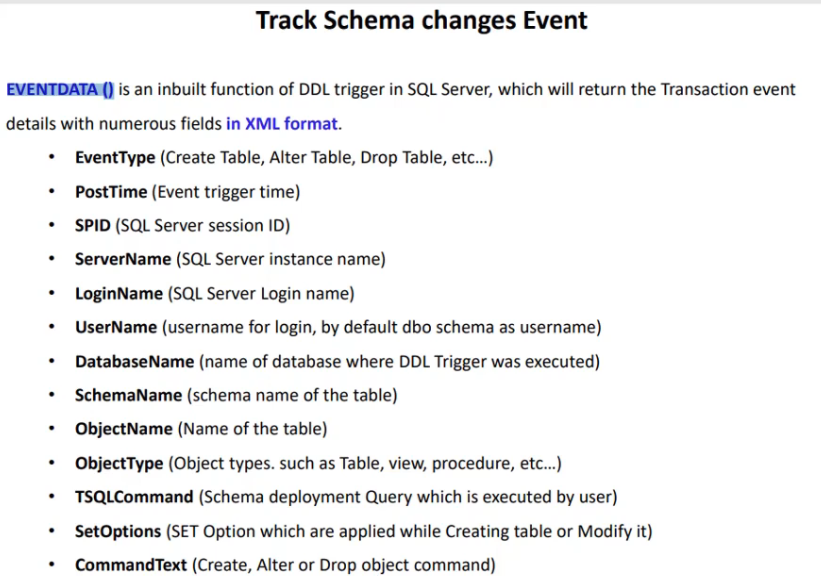 Track Schema changes Event
EVENTDATA () is an inbuilt function of DDL trigger in SQL Server, which will return the Transaction event
details with numerous fields in XML format.
• EventType (Create Table, Alter Table, Drop Table, etc...)
• PostTime (Event trigger time)
• SPID (SQL Server session ID)
• ServerName (SQL Server instance name)
• LoginName (SQL Server Login name)
• UserName (username for login, by default dbo schema as username)
• DatabaseName (name of database where DDL Trigger was executed)
• SchemaName (schema name of the table)
• ObjectName (Name of the table)
• ObjectType (Object types. such as Table, view, procedure, etc...)
• TSQLCommand (Schema deployment Query which is executed by user)
• SetOptions (SET Option which are applied while Creating table or Modify it)
• CommandText (Create, Alter or Drop object command)